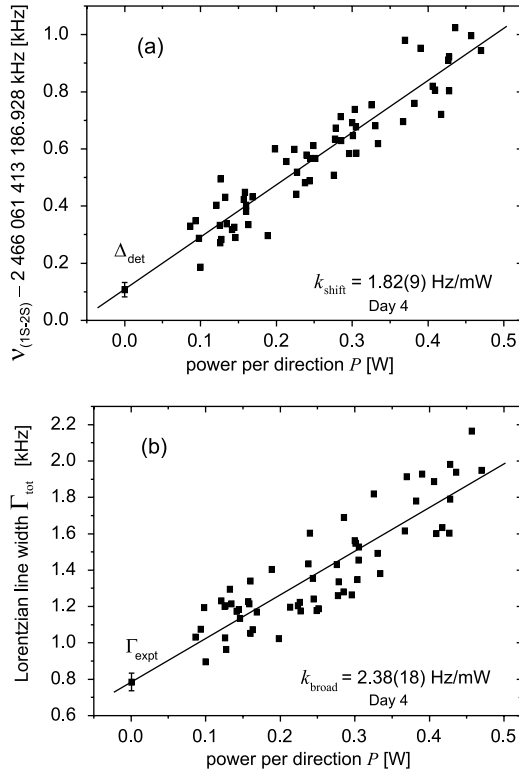 (a)
ν(1S-2S) – 2 466 061 413 186.928 kHz [kHz]
1.0
0.8
0.6
0.4
0.2
0.0
Δdet
kshift = 1.82(9) Hz/mW
Day 4
0.0 0.1 0.2 0.3 0.4 0.5
power per direction P [W]
(b)
Lorentzian line width Γtot [kHz]
2.2
2.0
1.8
1.6
1.4
1.2
1.0
0.8
0.6
Γexpt
kbroad = 2.38(18) Hz/mW
Day 4
0.0 0.1 0.2 0.3 0.4 0.5
power per direction P [W]